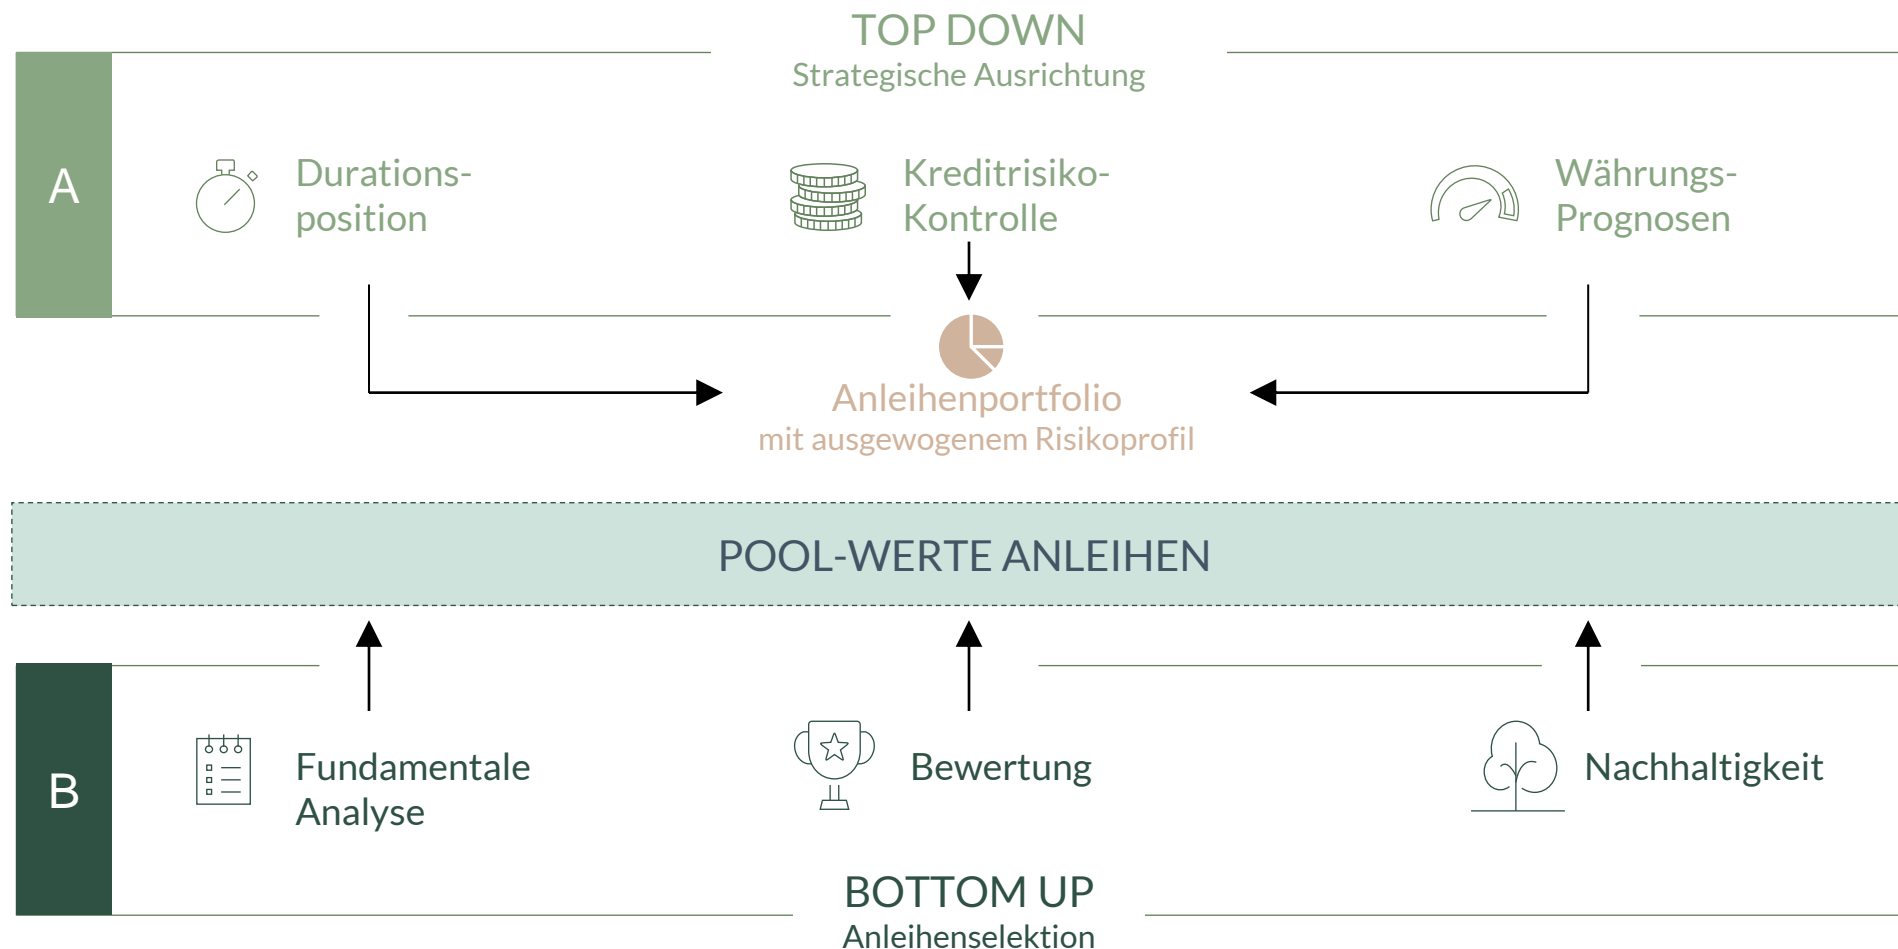 TOP DOWN
Strategische Ausrichtung
A
Durations-
position
Kreditrisiko-
Kontrolle
Währungs-
Prognosen
Anleihenportfolio
mit ausgewogenem Risikoprofil
POOL-WERTE ANLEIHEN
B
Fundamentale
Analyse
Bewertung
Nachhaltigkeit
BOTTOM UP
Anleihenselektion